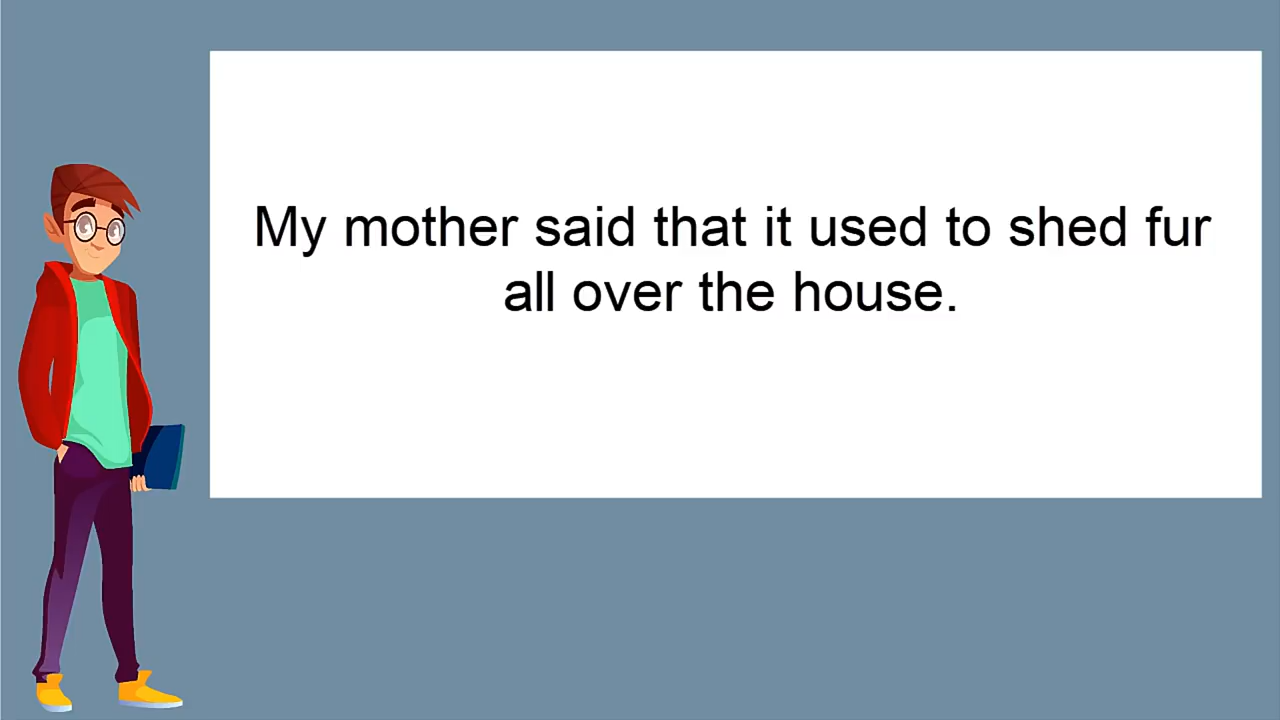 My mother said that it used to shed fur
all over the house.